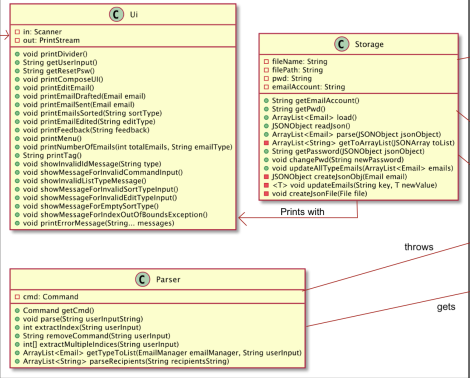 C Ui
in: Scanner
out: PrintStream
void printDivider()
String getUserInput()
String getResetPsw()
void printComposeUI()
void printEditEmail()
void printEmailDrafted(Email email)
void printEmailSent(Email email)
void printEmailsSorted(String sortType)
void printEmailEdited(String editType)
void printFeedback(String feedback)
void printMenu()
void printNumberOfEmails(int totalEmails, String emailType)
String printTag()
void showInvalidIdMessage(String type)
void showMessageForInvalidCommandInput()
void showInvalidListTypeMessage()
void showMessageForInvalidSortTypeInput()
void showMessageForInvalidEditTypeInput()
void showMessageForEmptySortType()
void showMessageForIndexOutOfBoundsException()
void printErrorMessage(String... messages)
C Storage
fileName: String
filePath: String
pwd: String
emailAccount: String
String getEmailAccount()
String getPwd()
ArrayList<Email> load()
JSONObject readJson()
ArrayList<Email> parse(JSONObject jsonObject)
ArrayList<String> getToArrayList(JSONArray toList)
String getPassword(JSONObject jsonObject)
void changePwd(String newPassword)
void updateAllTypeEmails(ArrayList<Email> emails)
JSONObject createJsonObj(Email email)
<T> void updateEmails(String key, T newValue)
void createJsonFile(File file)
Prints with
throws
gets
C Parser
cmd: Command
Command getCmd()
void parse(String userInputString)
int extractIndex(String userInput)
String removeCommand(String userInput)
int[] extractMultipleIndices(String userInput)
ArrayList<Email> getTypeToList(EmailManager emailManager, String userInput)
ArrayList<String> parseRecipients(String recipientsString)